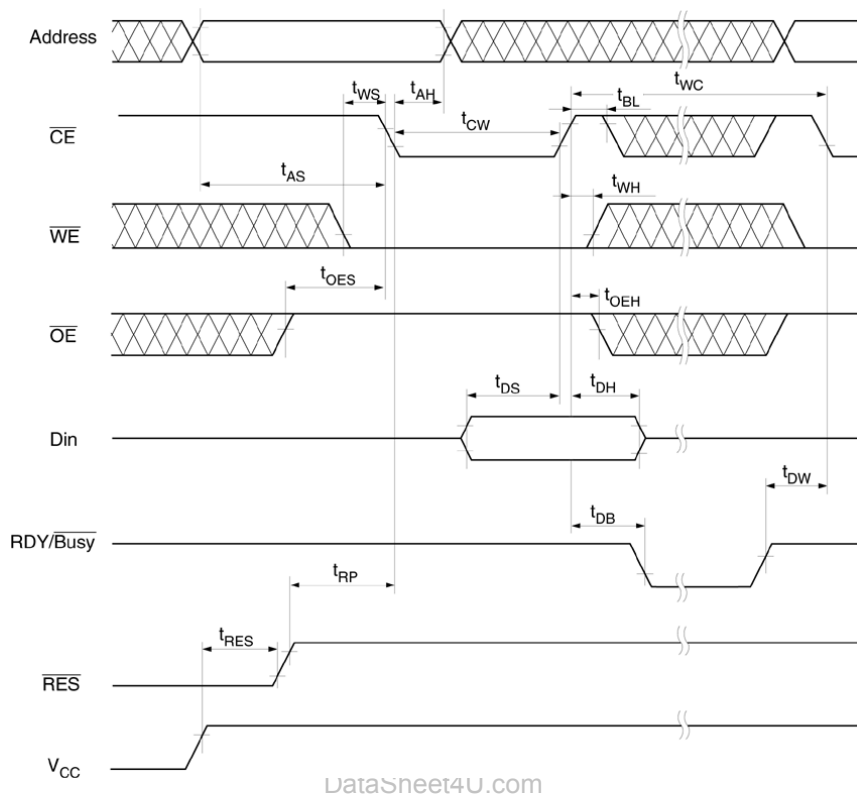 Address
tWC
tWS
tAH
tBL
CE
tCW
tAS
tWH
WE
tOES
tOEH
OE
tDS
tDH
Din
tDW
tDB
RDY/Busy
tRP
tRES
RES
VCC
DataSheet4U.com